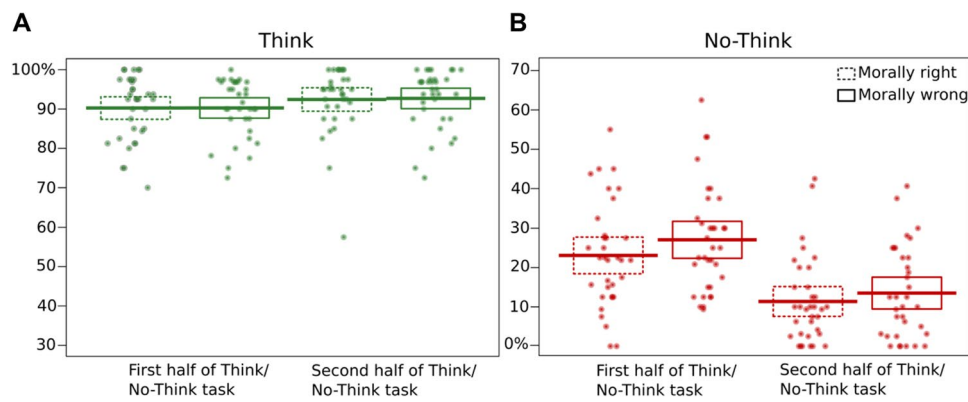 A
Think
100%
90
80
70
60
50
40
30
First half of Think/
No-Think task
Second half of Think/
No-Think task
B
No-Think
70
60
50
40
30
20
10
0%
Morally right
Morally wrong
First half of Think/
No-Think task
Second half of Think/
No-Think task